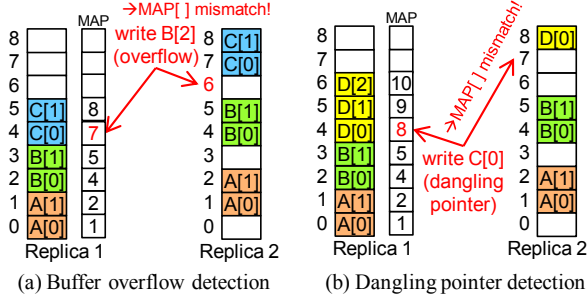 MAP
→MAP[ ] mismatch!
write B[2]
(overflow)
8
7
6
5 C[1] 8
4 C[0] 7
3 B[1] 5
2 B[0] 4
1 A[1] 2
0 A[0] 1
Replica 1
8 C[1]
7 C[0]
6
5 B[1]
4 B[0]
3
2 A[1]
1 A[0]
0
Replica 2
(a) Buffer overflow detection
MAP
→MAP[ ] mismatch!
write C[0]
(dangling
pointer)
8
7
6 D[2] 10
5 D[1] 9
4 D[0] 8
3 B[1] 5
2 B[0] 4
1 A[1] 2
0 A[0] 1
Replica 1
8 D[0]
7
6
5 B[1]
4 B[0]
3
2 A[1]
1 A[0]
0
Replica 2
(b) Dangling pointer detection